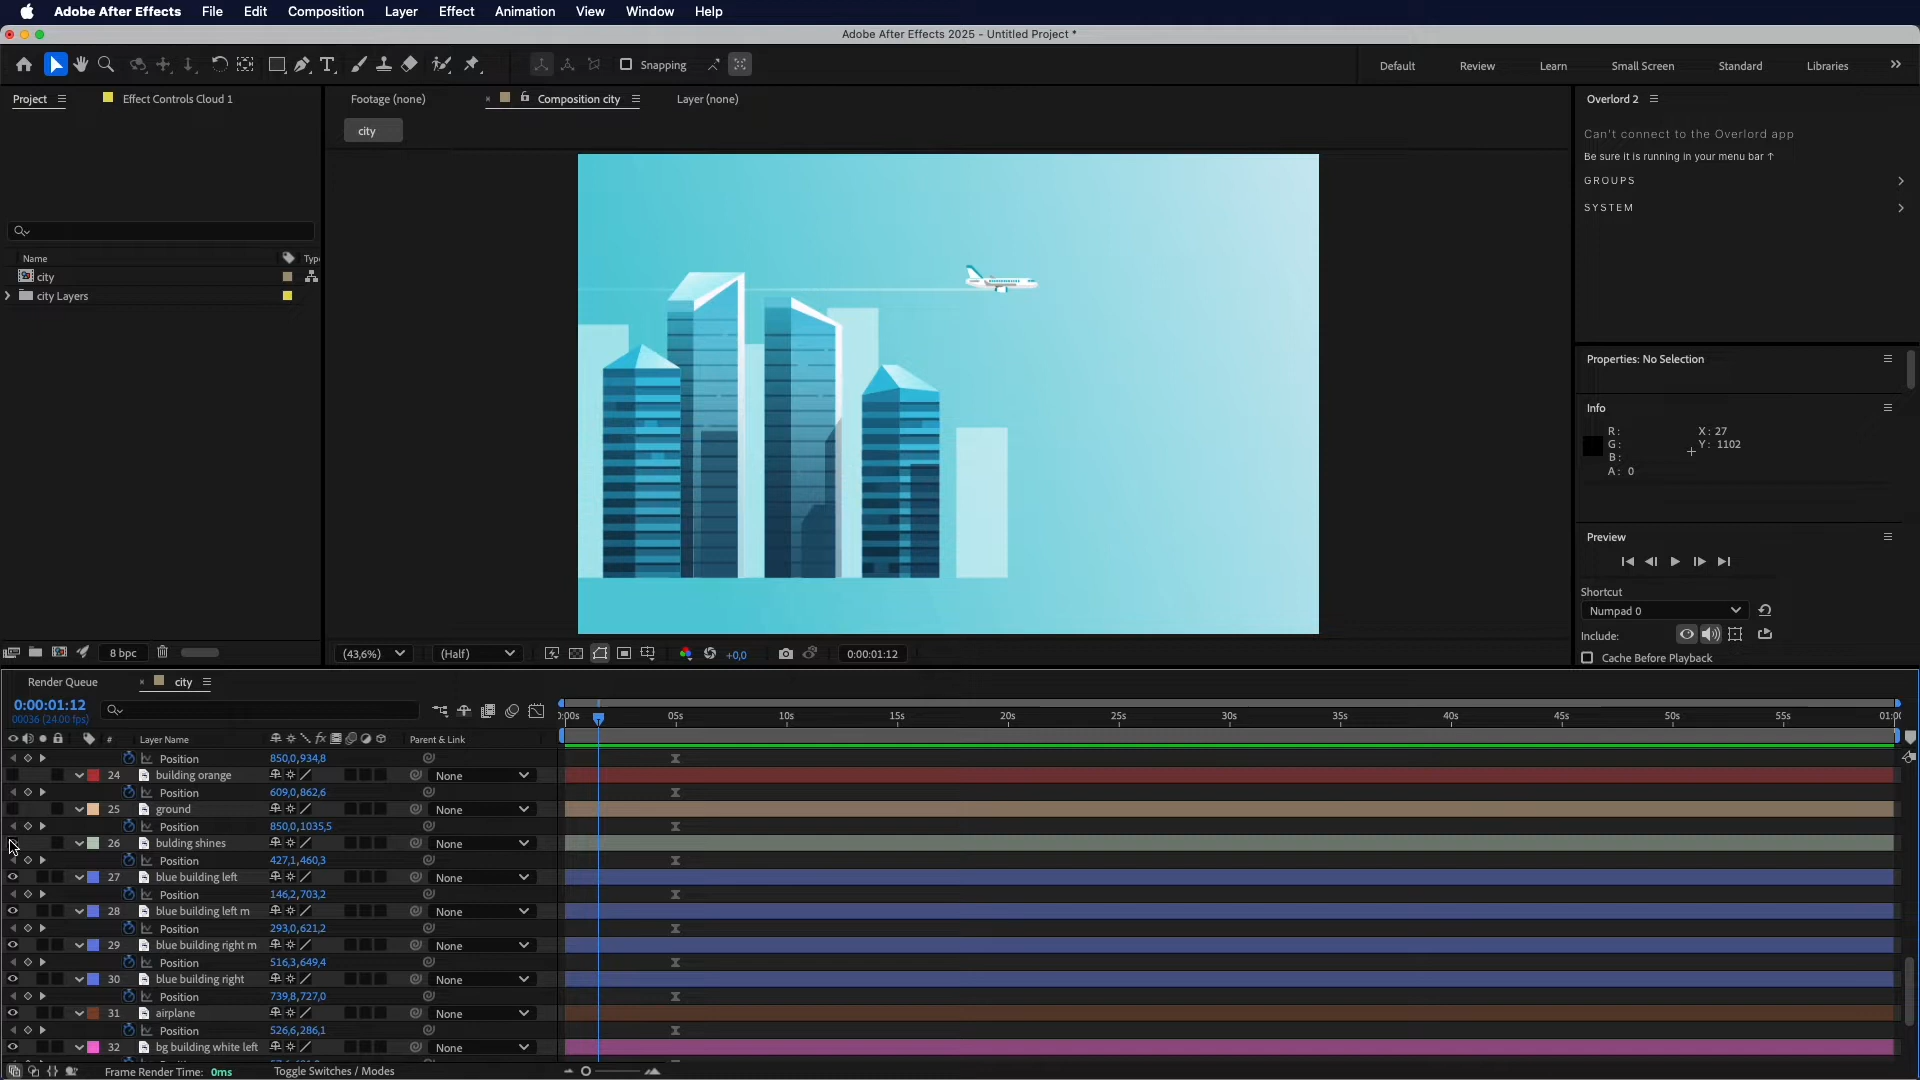 Adobe After Effects File Edit Composition Layer Effect Animation View Window Help
Adobe After Effects 2025 - Untitled Project *
Snapping
Default Review Learn Small Screen Standard Libraries
Project Effect Controls Cloud 1
Footage (none) Composition city Layer (none)
city
Name Type
city
city Layers
8 bpc
(43,6%) (Half) +0,0 0:00:01:12
Overlord 2
Can't connect to the Overlord app
Be sure it is running in your menu bar ↑
GROUPS
SYSTEM
Properties: No Selection
Info
R: X: 27
G: Y: 1102
B:
A: 0
Preview
Shortcut
Numpad 0
Include:
Cache Before Playback
Render Queue city
0:00:01:12
00036 (24.00 fps)
0:00s 05s 10s 15s 20s 25s 30s 35s 40s 45s 50s 55s 01:00
# Layer Name Parent & Link
Position 850,0,934,8
24 building orange None
Position 609,0,862,6
25 ground None
Position 850,0,1035,5
26 bulding shines None
Position 427,1,460,3
27 blue building left None
Position 146,2,703,2
28 blue building left m None
Position 293,0,621,2
29 blue building right m None
Position 516,3,649,4
30 blue building right None
Position 739,8,727,0
31 airplane None
Position 526,6,286,1
32 bg building white left None
Frame Render Time: 0ms Toggle Switches / Modes